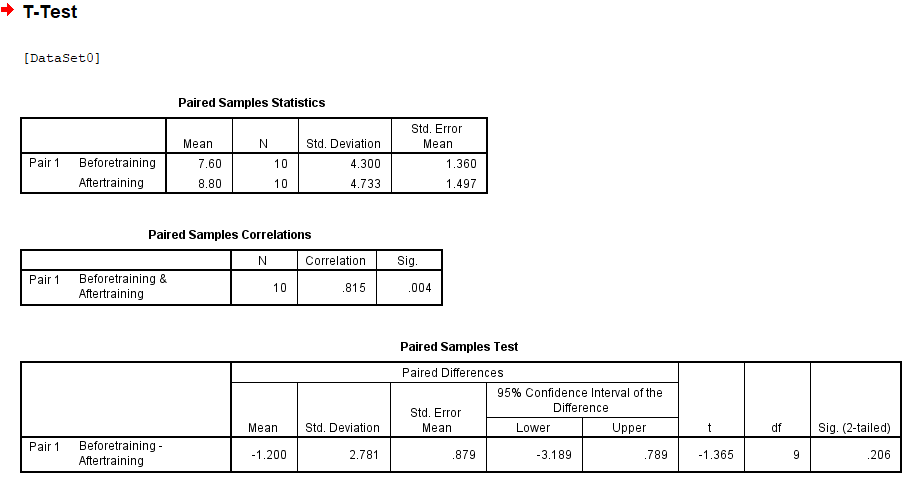 T-Test
[DataSet0]
Paired Samples Statistics
Mean N Std. Deviation Std. Error Mean
Pair 1 Beforetraining 7.60 10 4.300 1.360
Aftertraining 8.80 10 4.733 1.497
Paired Samples Correlations
N Correlation Sig.
Pair 1 Beforetraining & Aftertraining 10 .815 .004
Paired Samples Test
Paired Differences
95% Confidence Interval of the Difference
Mean Std. Deviation Std. Error Mean Lower Upper t df Sig. (2-tailed)
Pair 1 Beforetraining - Aftertraining -1.200 2.781 .879 -3.189 .789 -1.365 9 .206